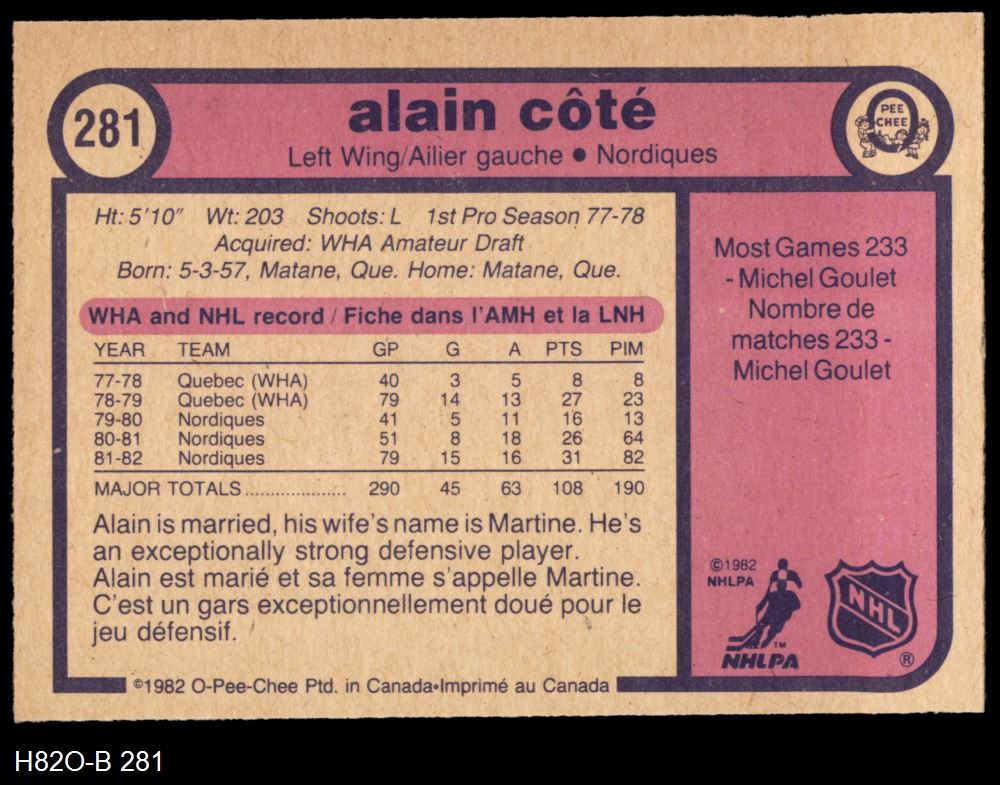 281
alain côté
Left Wing/Ailier gauche • Nordiques
O PEE CHEE
Ht: 5'10" Wt: 203 Shoots: L 1st Pro Season 77-78
Acquired: WHA Amateur Draft
Born: 5-3-57, Matane, Que. Home: Matane, Que.
WHA and NHL record / Fiche dans l'AMH et la LNH
YEAR TEAM GP G A PTS PIM
77-78 Quebec (WHA) 40 3 5 8 8
78-79 Quebec (WHA) 79 14 13 27 23
79-80 Nordiques 41 5 11 16 13
80-81 Nordiques 51 8 18 26 64
81-82 Nordiques 79 15 16 31 82
MAJOR TOTALS..................... 290 45 63 108 190
Alain is married, his wife's name is Martine. He's
an exceptionally strong defensive player.
Alain est marié et sa femme s'appelle Martine.
C'est un gars exceptionnellement doué pour le
jeu défensif.
Most Games 233
- Michel Goulet
Nombre de
matches 233 -
Michel Goulet
©1982
NHLPA
TM
NHLPA
NHL
®
©1982 O-Pee-Chee Ptd. in Canada•Imprimé au Canada
H82O-B 281